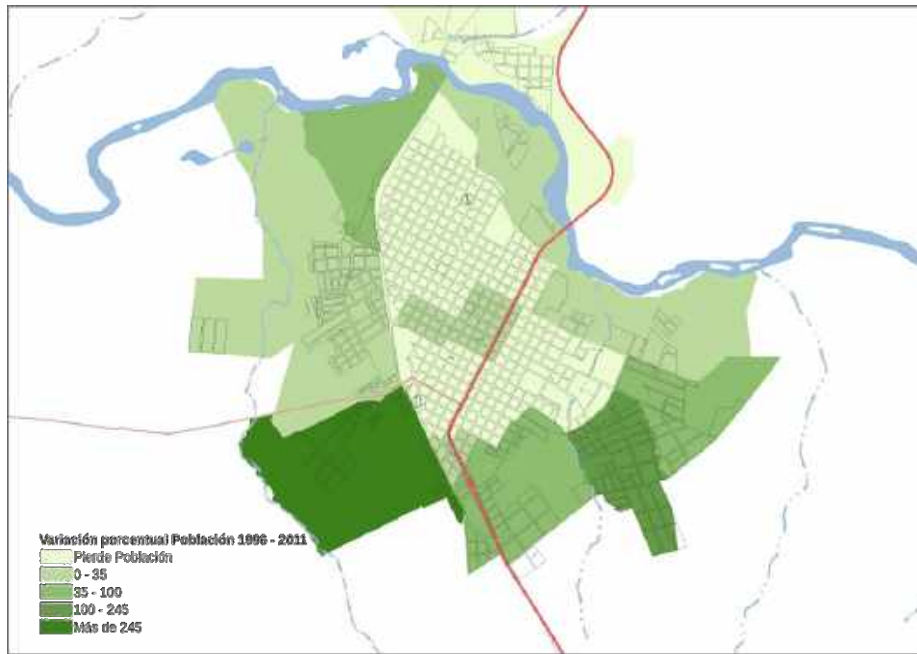 Variación porcentual Población 1996 - 2011
Pierde Población
0 - 35
35 - 100
100 - 245
Más de 245